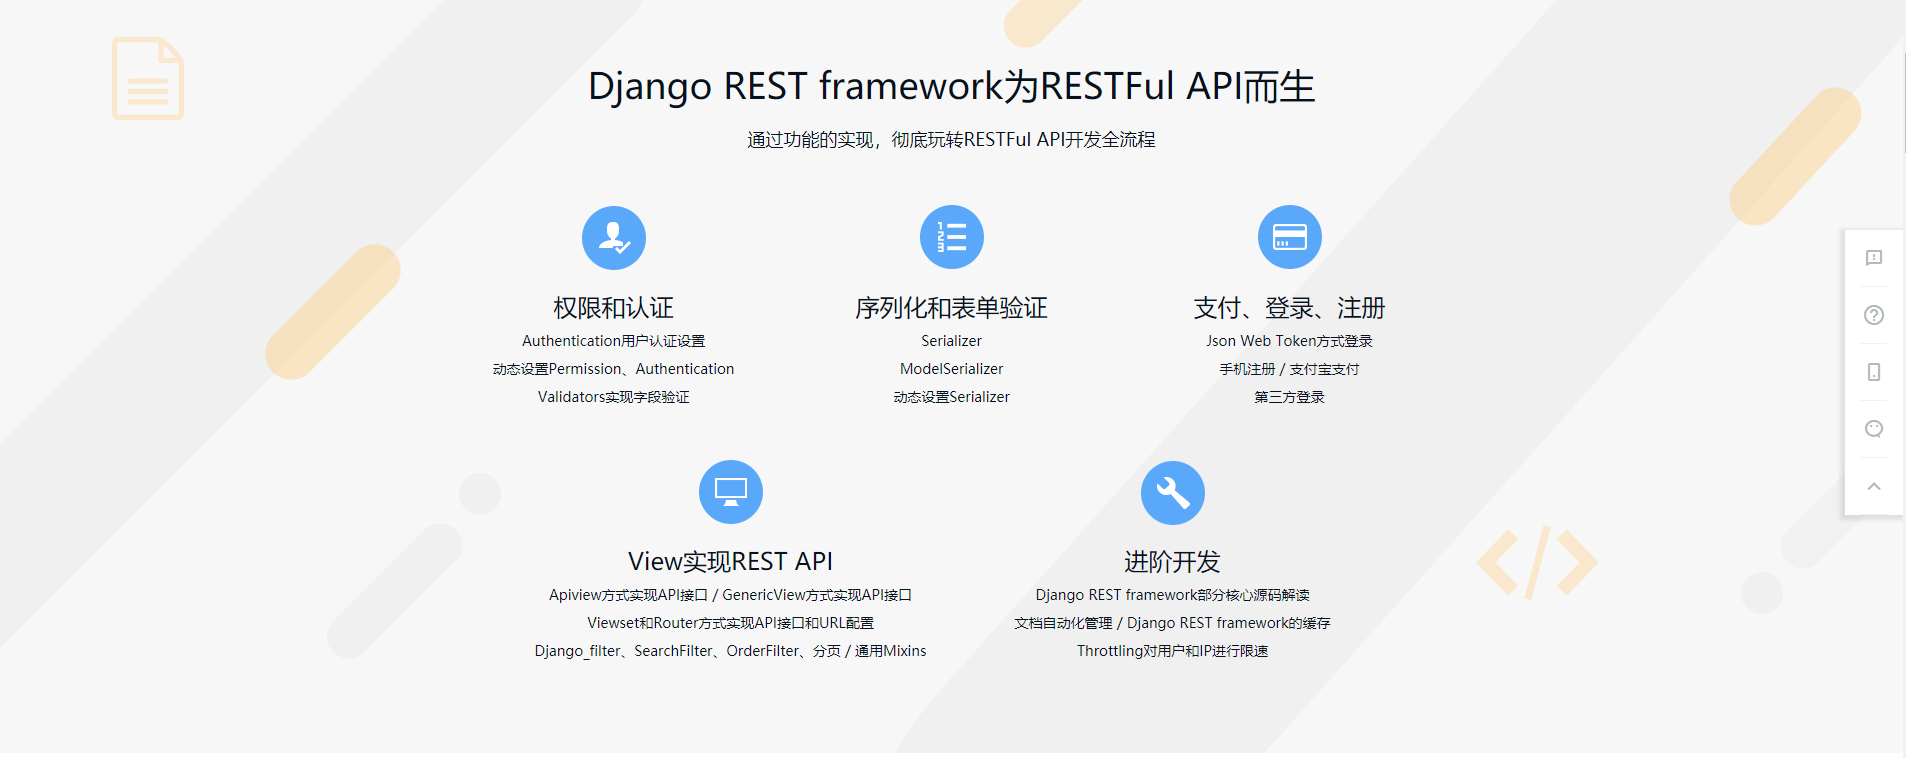 Django REST framework为RESTFul API而生
通过功能的实现，彻底玩转RESTFul API开发全流程
权限和认证
Authentication用户认证设置
动态设置Permission、Authentication
Validators实现字段验证
序列化和表单验证
Serializer
ModelSerializer
动态设置Serializer
支付、登录、注册
Json Web Token方式登录
手机注册 / 支付宝支付
第三方登录
View实现REST API
Apiview方式实现API接口 / GenericView方式实现API接口
Viewset和Router方式实现API接口和URL配置
Django_filter、SearchFilter、OrderFilter、分页 / 通用Mixins
进阶开发
Django REST framework部分核心源码解读
文档自动化管理 / Django REST framework的缓存
Throttling对用户和IP进行限速